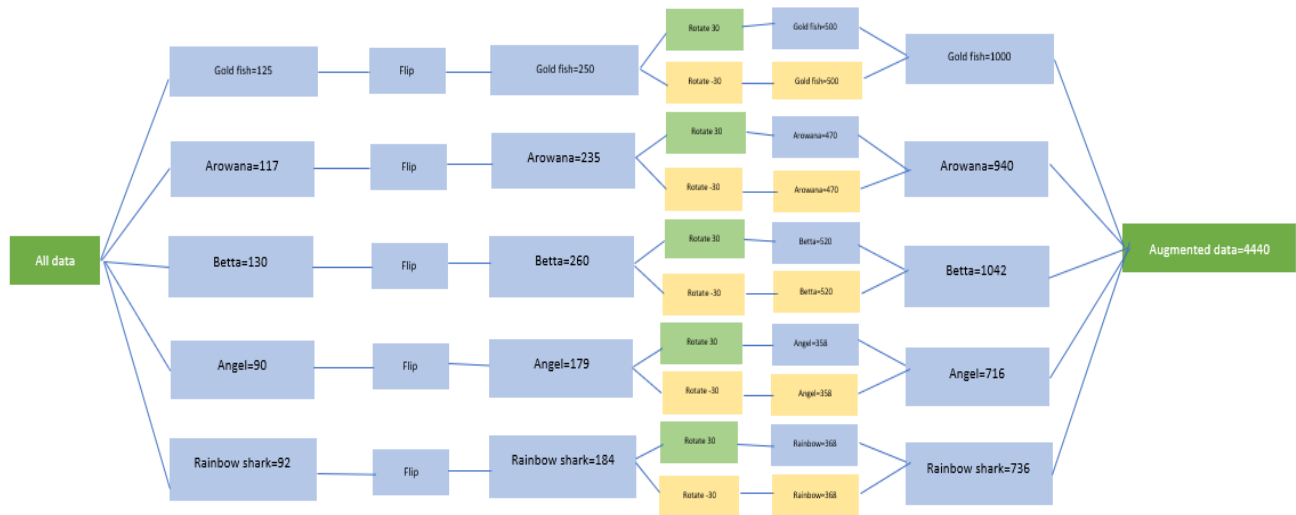 All data
Gold fish=125
Flip
Gold fish=250
Rotate 30
Gold fish=500
Rotate -30
Gold fish=500
Gold fish=1000
Arowana=117
Flip
Arowana=235
Rotate 30
Arowana=470
Rotate -30
Arowana=470
Arowana=940
Betta=130
Flip
Betta=260
Rotate 30
Betta=520
Rotate -30
Betta=520
Betta=1042
Angel=90
Flip
Angel=179
Rotate 30
Angel=358
Rotate -30
Angel=358
Angel=716
Rainbow shark=92
Flip
Rainbow shark=184
Rotate 30
Rainbow=368
Rotate -30
Rainbow=368
Rainbow shark=736
Augmented data=4440